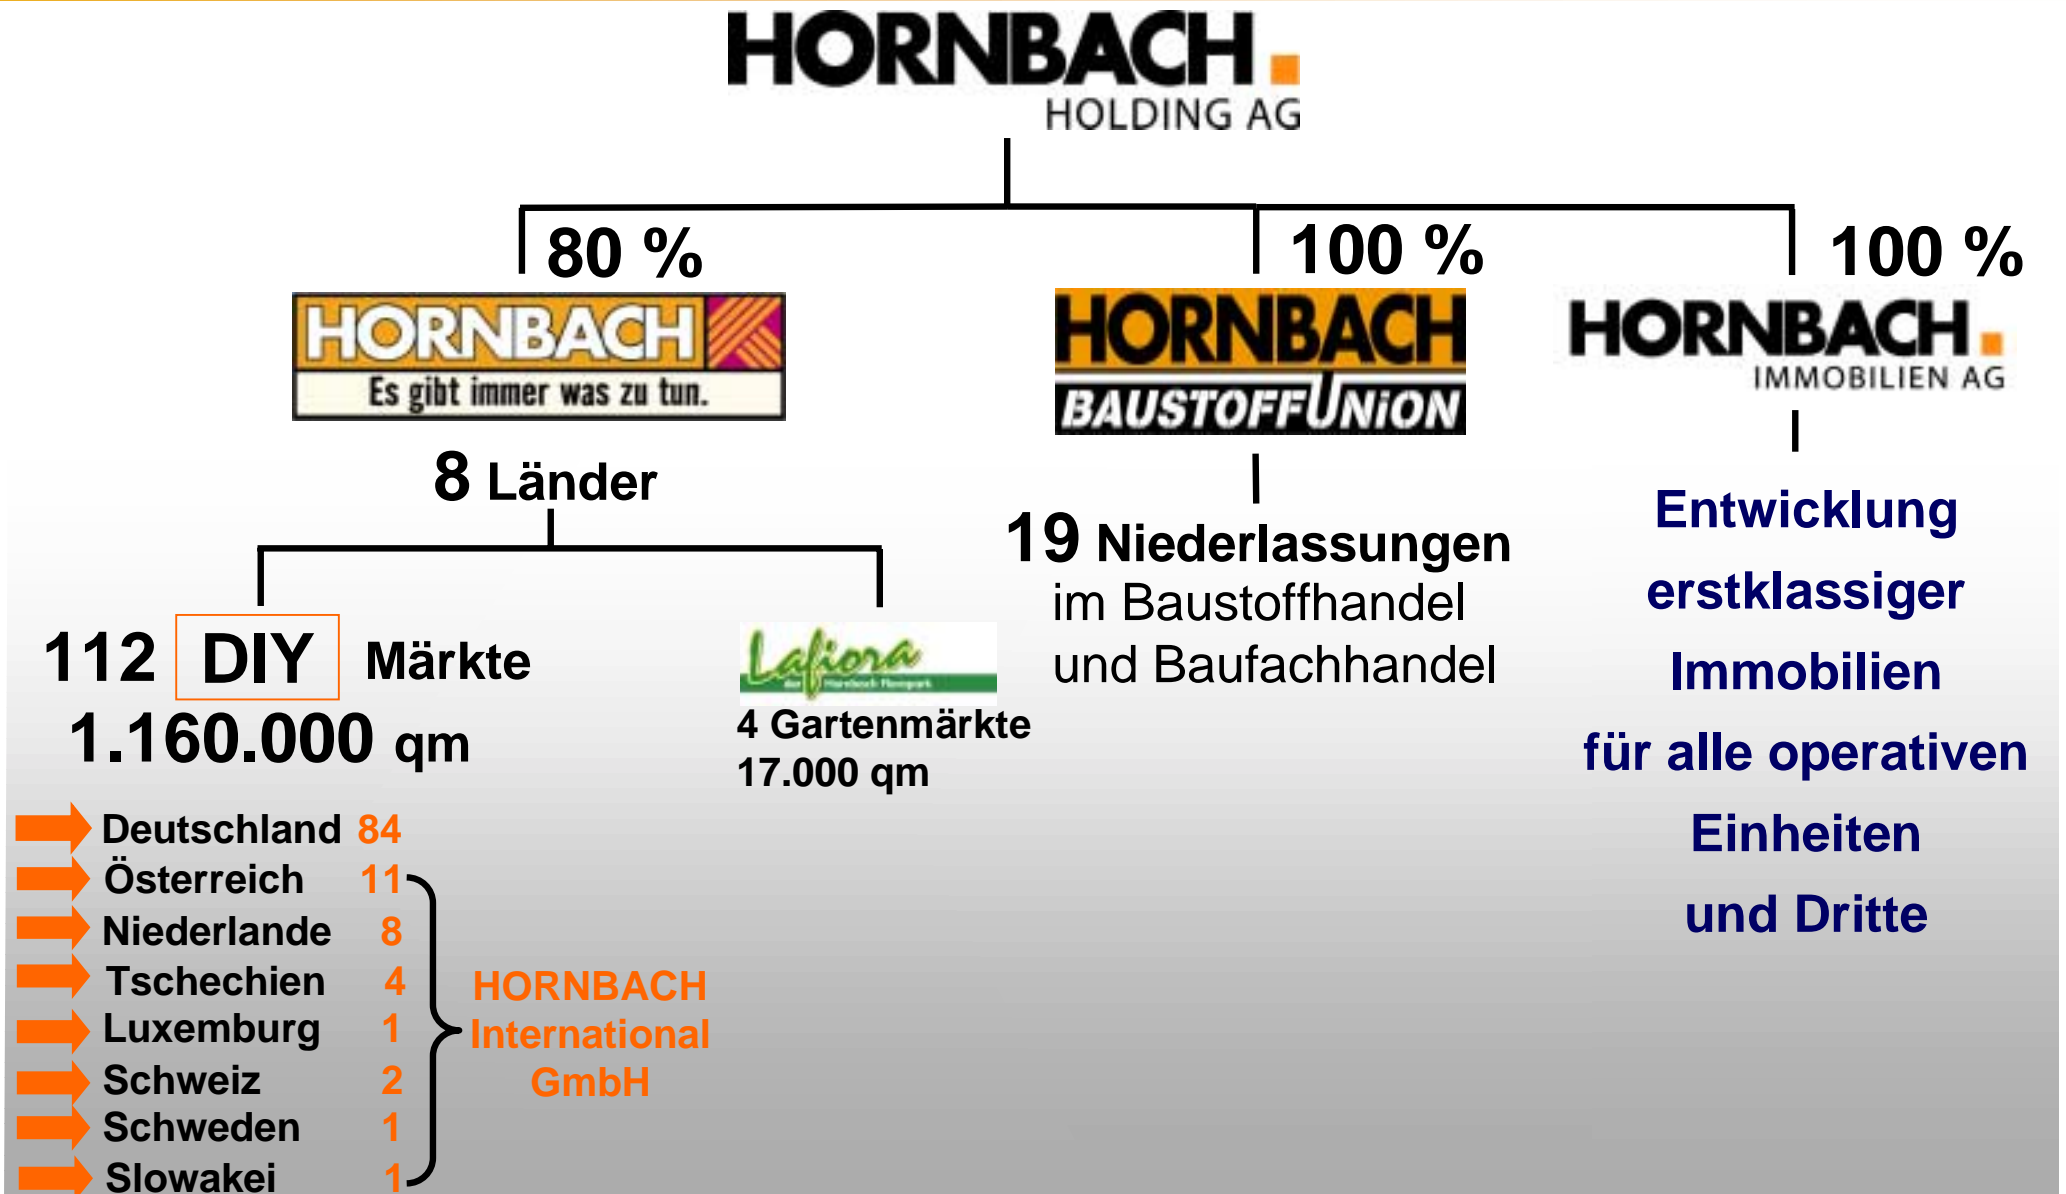 HORNBACH
HOLDING AG
80 %
100 %
100 %
HORNBACH
Es gibt immer was zu tun.
HORNBACH
BAUSTOFFUNiON
HORNBACH
IMMOBILIEN AG
8 Länder
112 DIY Märkte
1.160.000 qm
Lafiora
4 Gartenmärkte
17.000 qm
19 Niederlassungen
im Baustoffhandel
und Baufachhandel
Entwicklung
erstklassiger
Immobilien
für alle operativen
Einheiten
und Dritte
Deutschland 84
Österreich 11
Niederlande 8
Tschechien 4
Luxemburg 1
Schweiz 2
Schweden 1
Slowakei 1
HORNBACH
International
GmbH